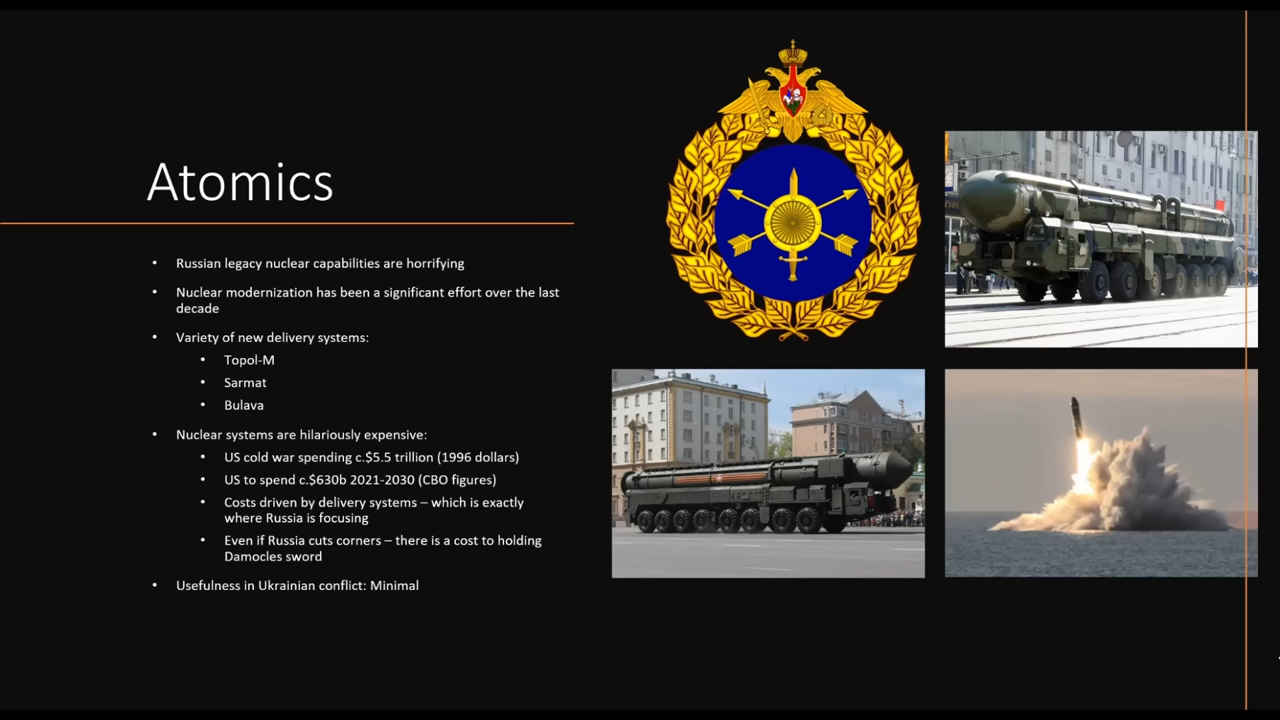 Atomics
• Russian legacy nuclear capabilities are horrifying
• Nuclear modernization has been a significant effort over the last
decade
• Variety of new delivery systems:
• Topol-M
• Sarmat
• Bulava
• Nuclear systems are hilariously expensive:
• US cold war spending c.$5.5 trillion (1996 dollars)
• US to spend c.$630b 2021-2030 (CBO figures)
• Costs driven by delivery systems – which is exactly
where Russia is focusing
• Even if Russia cuts corners – there is a cost to holding
Damocles sword
• Usefulness in Ukrainian conflict: Minimal